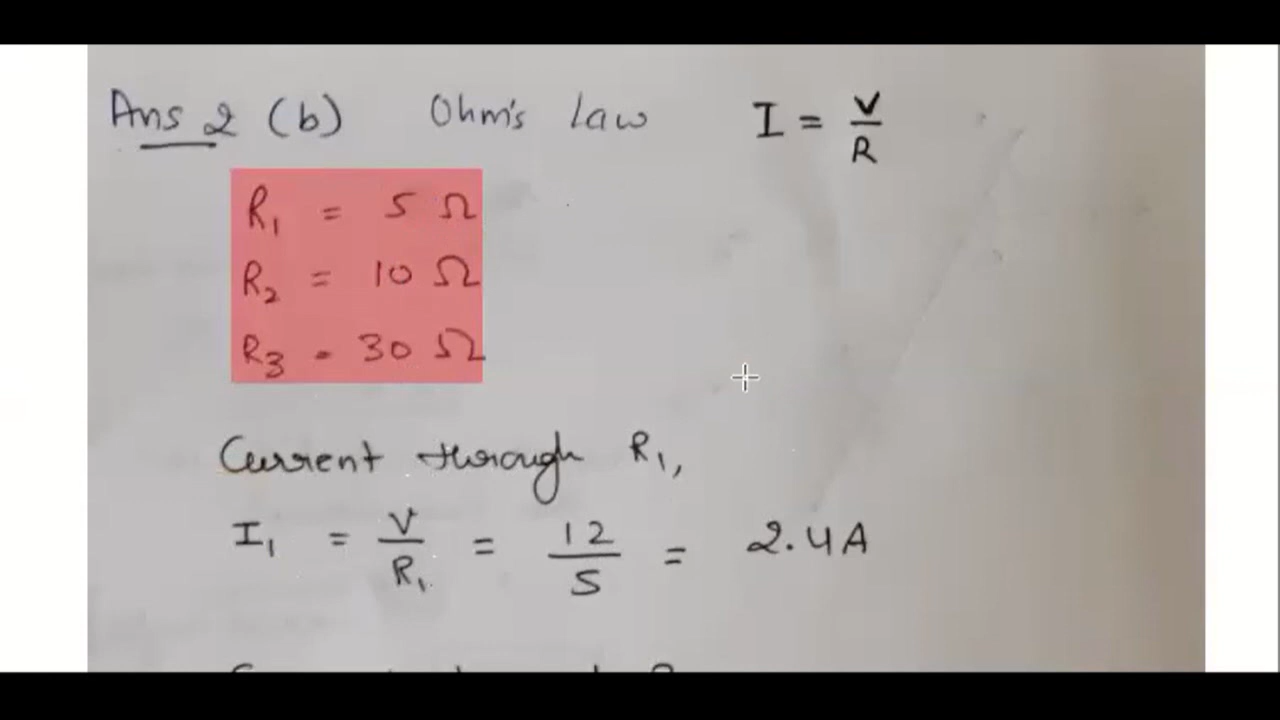 Ans 2 (b) Ohm's law I = V/R
R₁ = 5 Ω
R₂ = 10 Ω
R₃ = 30 Ω
Current through R₁,
I₁ = V/R₁ = 12/5 = 2.4A